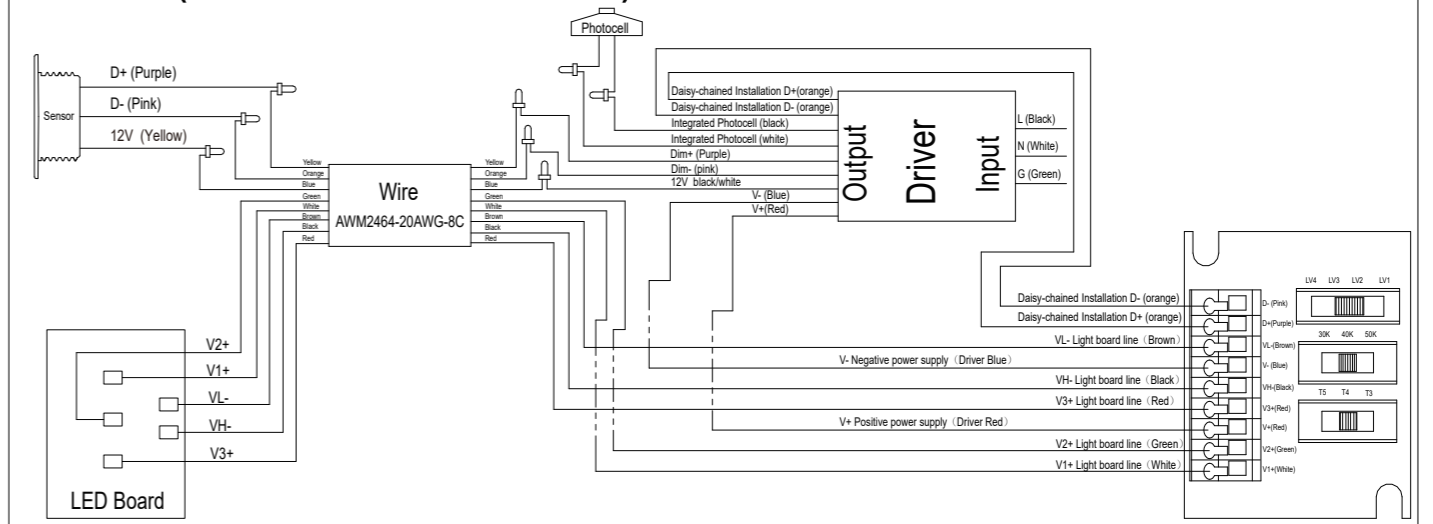 Photocell
D+ (Purple)
D- (Pink)
12V (Yellow)
Sensor
Yellow
Orange
Blue
Green
White
Brown
Black
Red
Wire
AWM2464-20AWG-8C
Yellow
Orange
Blue
Green
White
Brown
Black
Red
Daisy-chained Installation D+(orange)
Daisy-chained Installation D- (orange)
Integrated Photocell (black)
Integrated Photocell (white)
Dim+ (Purple)
Dim- (pink)
12V black/white
V- (Blue)
V+(Red)
Output
Driver
Input
L (Black)
N (White)
G (Green)
V2+
V1+
VL-
VH-
V3+
LED Board
Daisy-chained Installation D- (orange)
Daisy-chained Installation D+ (orange)
VL- Light board line（Brown）
V- Negative power supply（Driver Blue）
VH- Light board line（Black）
V3+ Light board line（Red）
V+ Positive power supply（Driver Red）
V2+ Light board line（Green）
V1+ Light board line（White）
D- (Pink)
D+(Purple)
VL-(Brown)
V- (Blue)
VH-(Black)
V3+(Red)
V+(Red)
V2+(Green)
V1+(White)
LV4 LV3 LV2 LV1
30K 40K 50K
T5 T4 T3